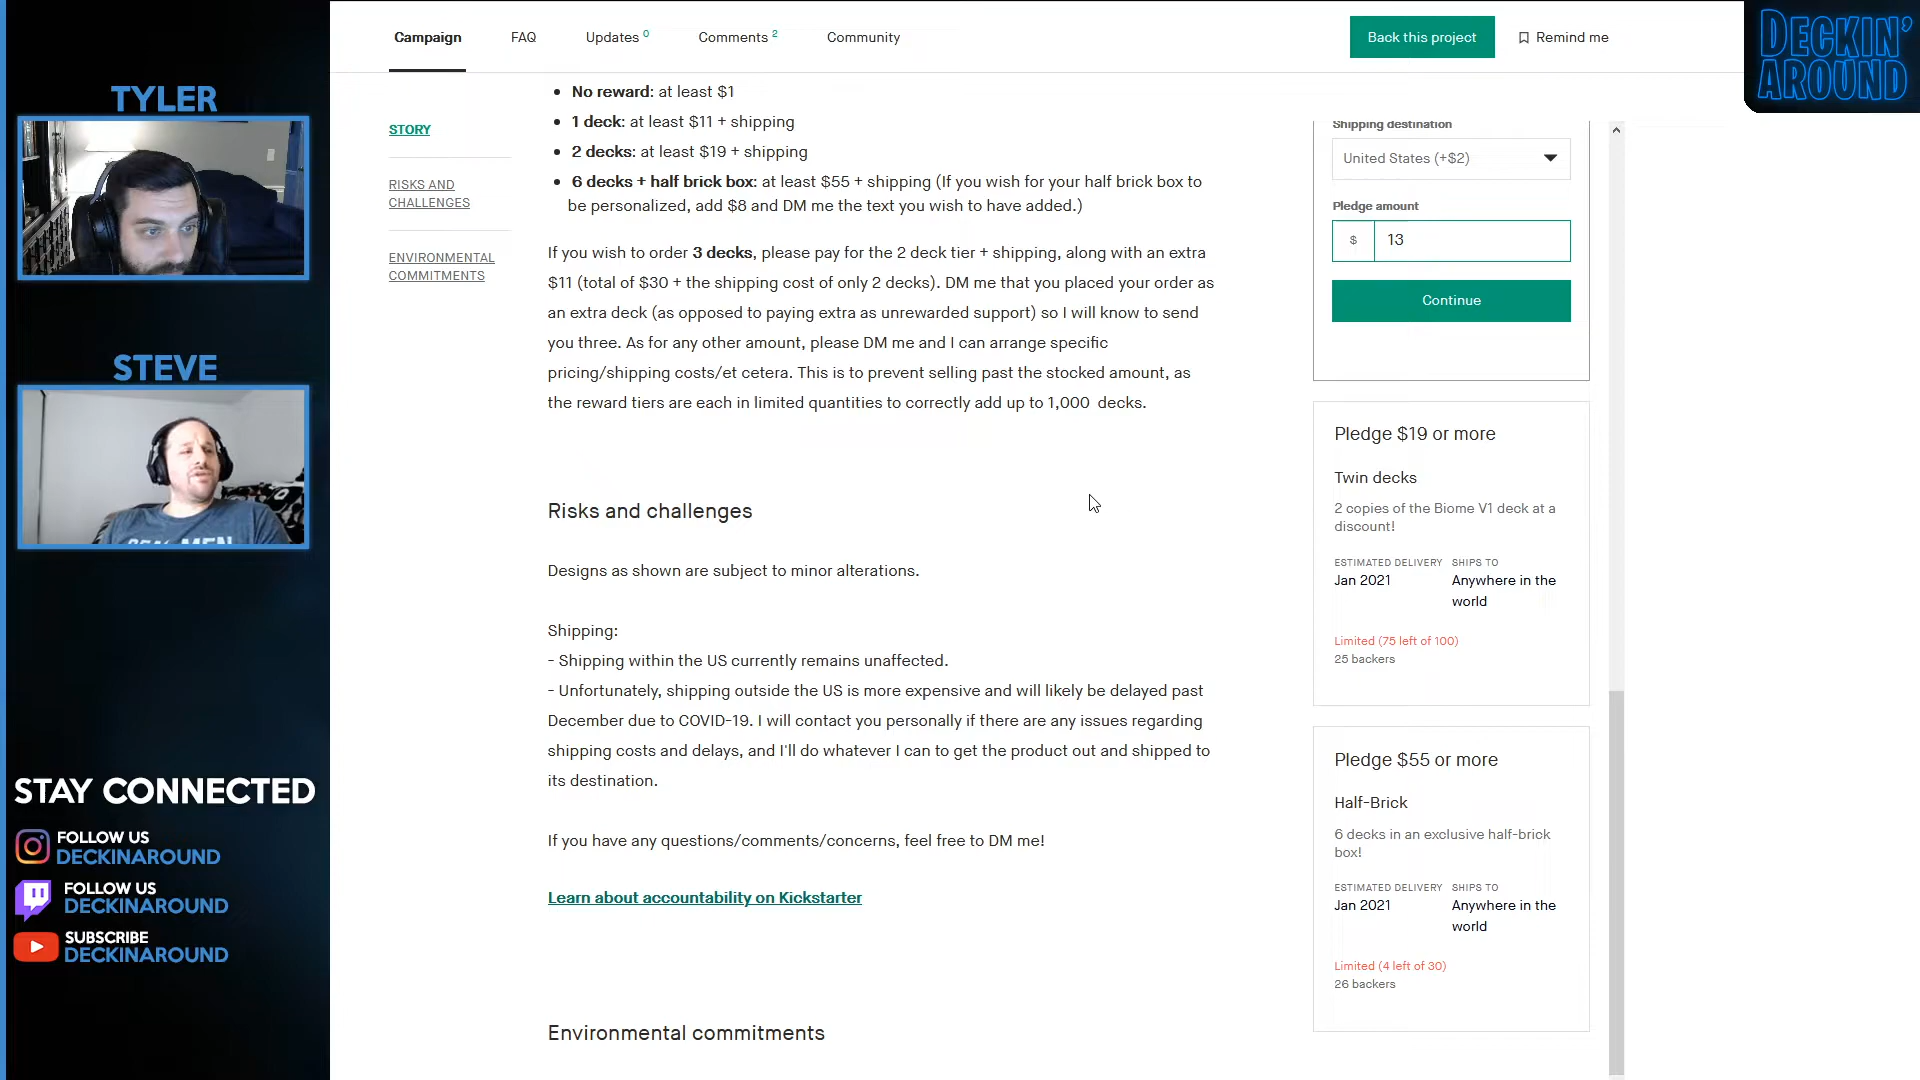 Campaign
FAQ
Updates 0
Comments 2
Community
Back this project
Remind me
DECKIN'
AROUND
TYLER
STEVE
STAY CONNECTED
FOLLOW US
DECKINAROUND
FOLLOW US
DECKINAROUND
SUBSCRIBE
DECKINAROUND
STORY
RISKS AND
CHALLENGES
ENVIRONMENTAL
COMMITMENTS
• No reward: at least $1
• 1 deck: at least $11 + shipping
• 2 decks: at least $19 + shipping
• 6 decks + half brick box: at least $55 + shipping (If you wish for your half brick box to
be personalized, add $8 and DM me the text you wish to have added.)
If you wish to order 3 decks, please pay for the 2 deck tier + shipping, along with an extra
$11 (total of $30 + the shipping cost of only 2 decks). DM me that you placed your order as
an extra deck (as opposed to paying extra as unrewarded support) so I will know to send
you three. As for any other amount, please DM me and I can arrange specific
pricing/shipping costs/et cetera. This is to prevent selling past the stocked amount, as
the reward tiers are each in limited quantities to correctly add up to 1,000 decks.
Risks and challenges
Designs as shown are subject to minor alterations.
Shipping:
- Shipping within the US currently remains unaffected.
- Unfortunately, shipping outside the US is more expensive and will likely be delayed past
December due to COVID-19. I will contact you personally if there are any issues regarding
shipping costs and delays, and I'll do whatever I can to get the product out and shipped to
its destination.
If you have any questions/comments/concerns, feel free to DM me!
Learn about accountability on Kickstarter
Environmental commitments
Shipping destination
United States (+$2)
Pledge amount
$ 13
Continue
Pledge $19 or more
Twin decks
2 copies of the Biome V1 deck at a
discount!
ESTIMATED DELIVERY SHIPS TO
Jan 2021 Anywhere in the
world
Limited (75 left of 100)
25 backers
Pledge $55 or more
Half-Brick
6 decks in an exclusive half-brick
box!
ESTIMATED DELIVERY SHIPS TO
Jan 2021 Anywhere in the
world
Limited (4 left of 30)
26 backers